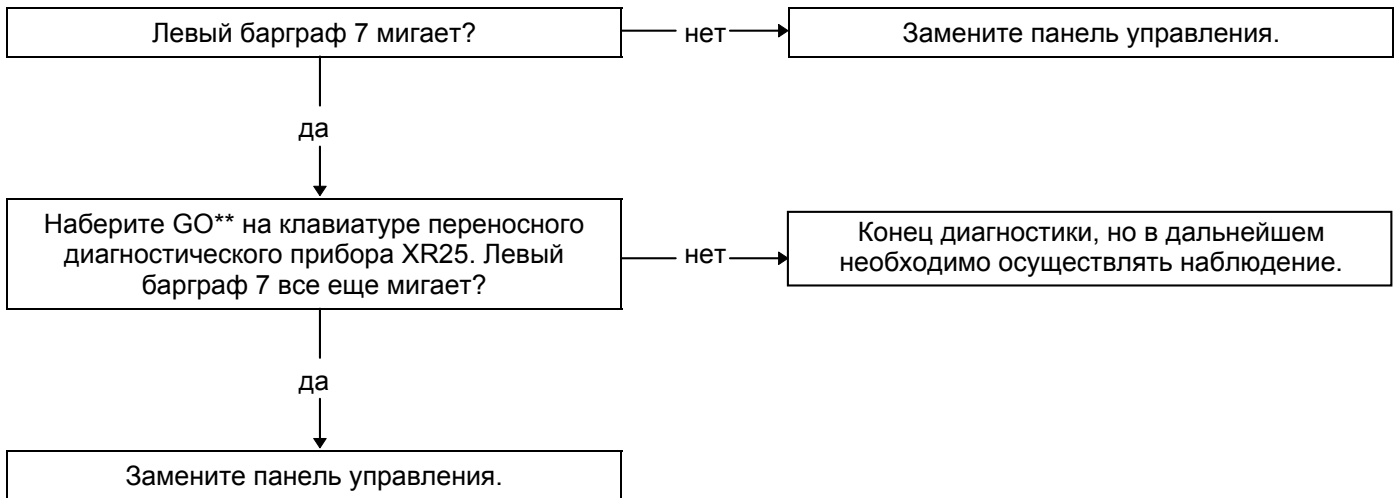 Левый барграф 7 мигает?
нет
Замените панель управления.
да
Наберите GO** на клавиатуре переносного
диагностического прибора XR25. Левый
барграф 7 все еще мигает?
нет
Конец диагностики, но в дальнейшем
необходимо осуществлять наблюдение.
да
Замените панель управления.